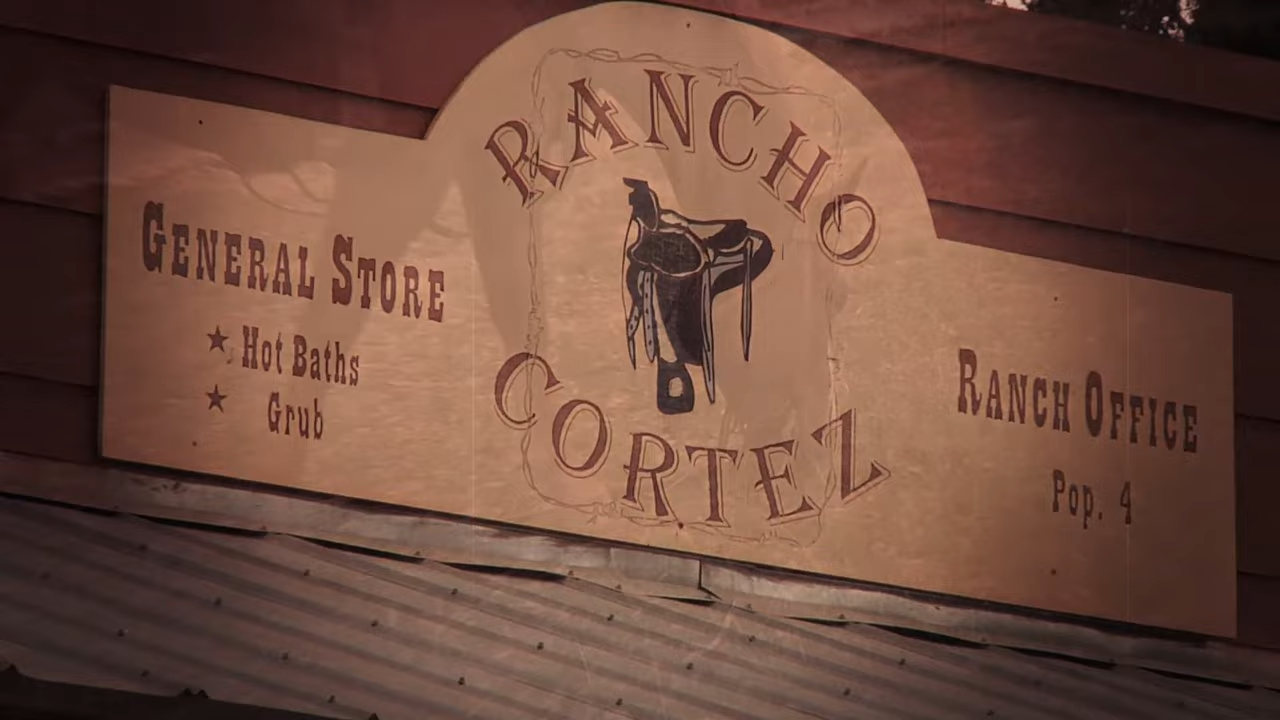 RANCHO
CORTEZ
GENERAL STORE
★ Hot Baths
★ Grub
RANCH OFFICE
Pop. 4